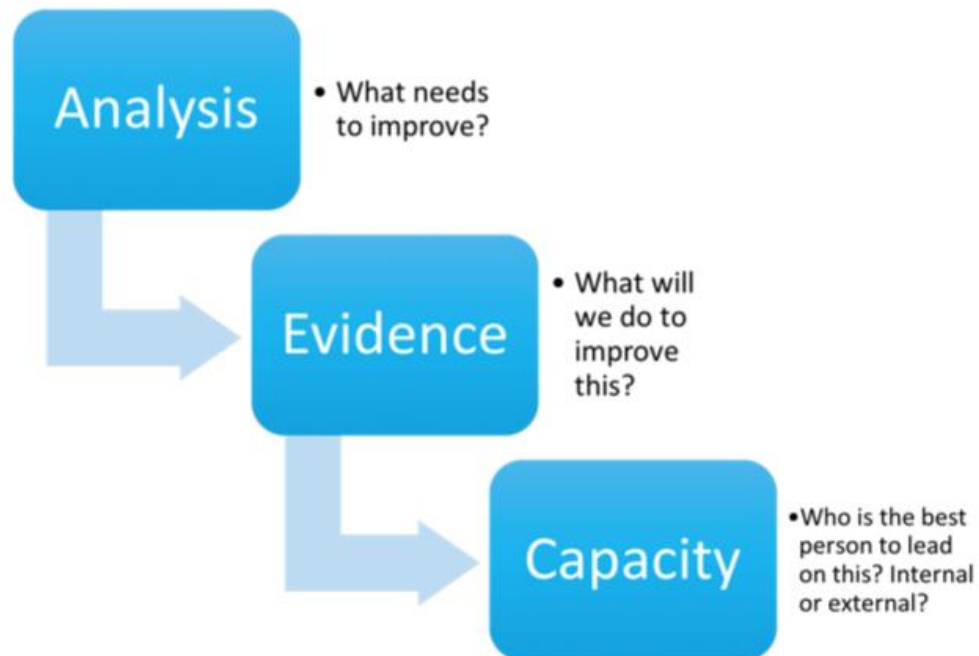 Analysis
• What needs
to improve?
Evidence
• What will
we do to
improve
this?
Capacity
•Who is the best
person to lead
on this? Internal
or external?